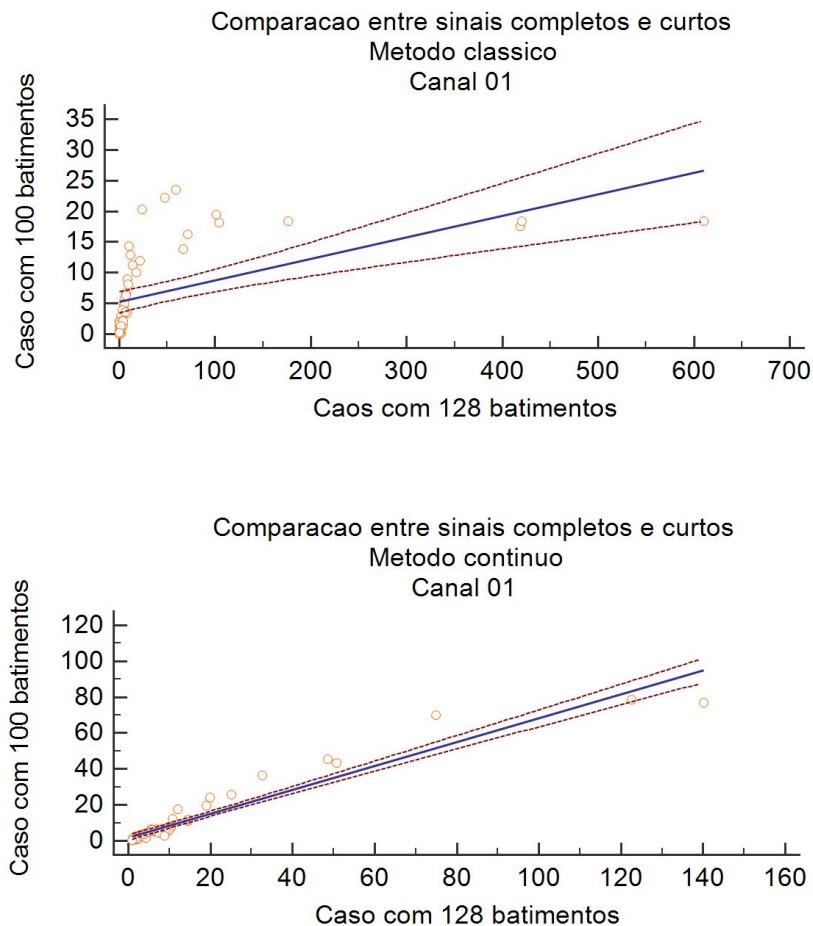 Comparacao entre sinais completos e curtos
Metodo classico
Canal 01
Caso com 100 batimentos
35
30
25
20
15
10
5
0
0 100 200 300 400 500 600 700
Caos com 128 batimentos
Comparacao entre sinais completos e curtos
Metodo continuo
Canal 01
Caso com 100 batimentos
120
100
80
60
40
20
0
0 20 40 60 80 100 120 140 160
Caso com 128 batimentos